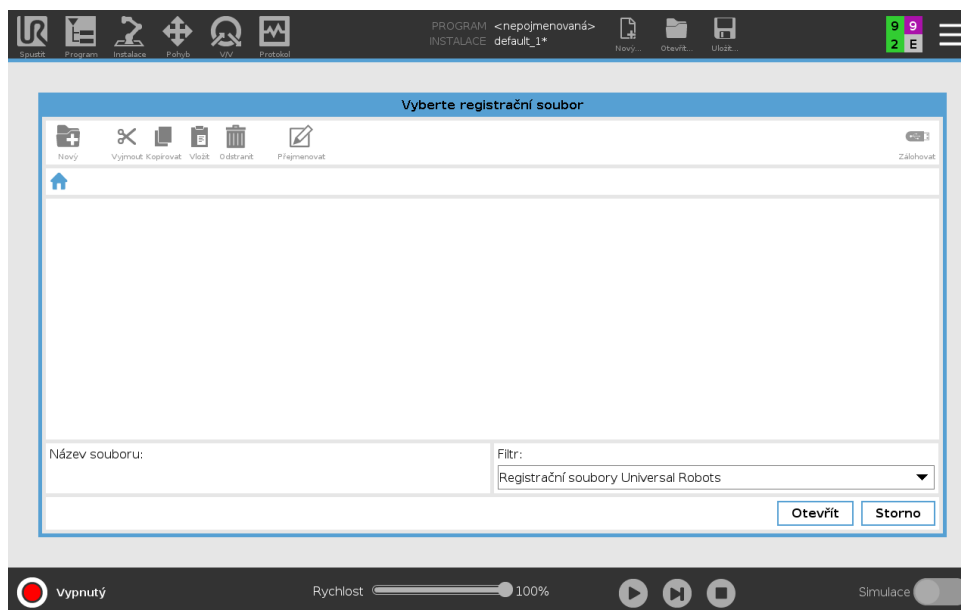 PROGRAM <nepojmenovaná>
INSTALACE default_1*
Spustit Program Instalace Pohyb V/V Protokol Nový... Otevřít... Uložit...
9 9
2 E
Vyberte registrační soubor
Nový Vyjmout Kopírovat Vložit Odstranit Přejmenovat Zálohovat
Název souboru: Filtr:
Registrační soubory Universal Robots
Otevřít Storno
Vypnutý Rychlost 100% Simulace